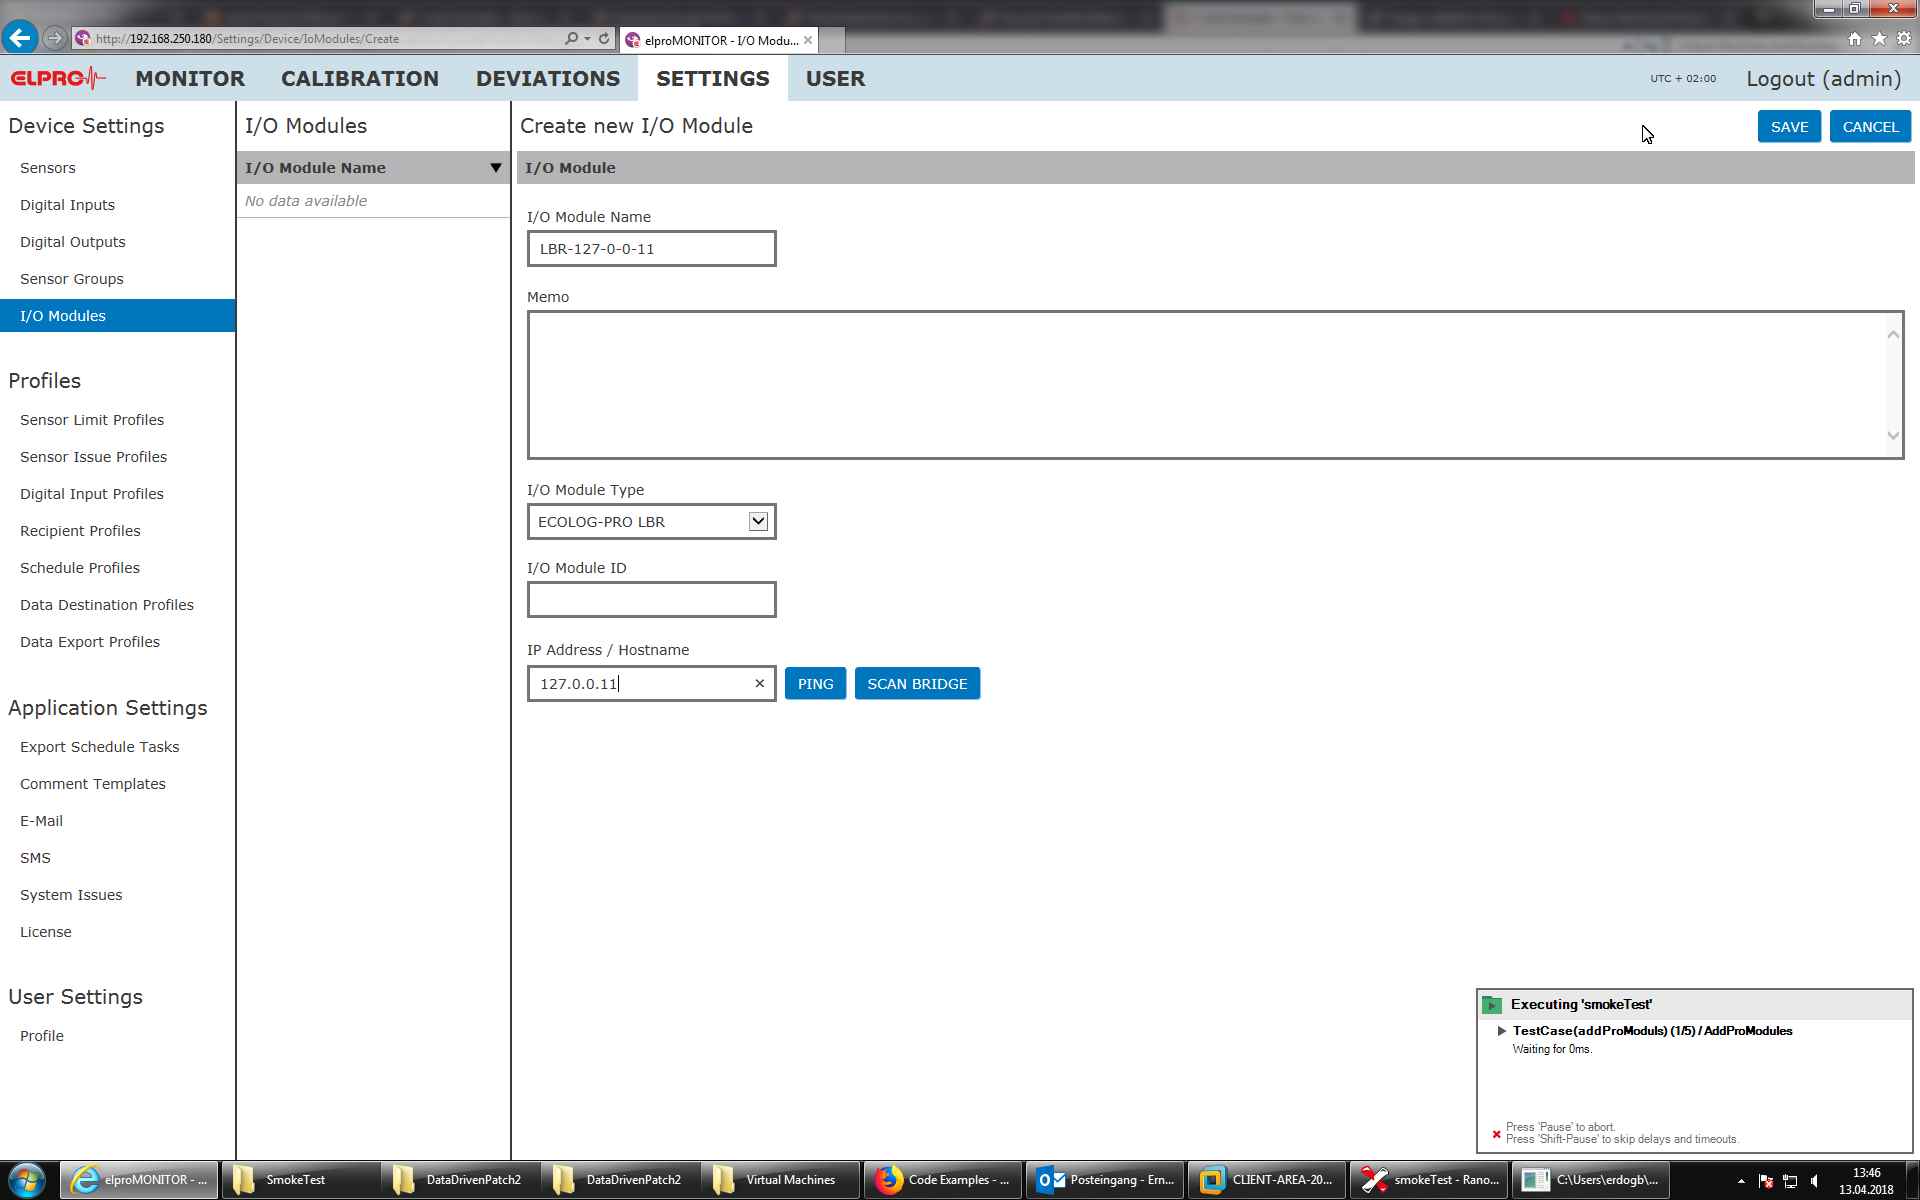 http://192.168.250.180/Settings/Device/IoModules/Create
elproMONITOR - I/O Modu...
ELPRO
MONITOR
CALIBRATION
DEVIATIONS
SETTINGS
USER
UTC + 02:00
Logout (admin)
Device Settings
Sensors
Digital Inputs
Digital Outputs
Sensor Groups
I/O Modules
Profiles
Sensor Limit Profiles
Sensor Issue Profiles
Digital Input Profiles
Recipient Profiles
Schedule Profiles
Data Destination Profiles
Data Export Profiles
Application Settings
Export Schedule Tasks
Comment Templates
E-Mail
SMS
System Issues
License
User Settings
Profile
I/O Modules
I/O Module Name
No data available
Create new I/O Module
SAVE
CANCEL
I/O Module
I/O Module Name
LBR-127-0-0-11
Memo
I/O Module Type
ECOLOG-PRO LBR
I/O Module ID
IP Address / Hostname
127.0.0.11
PING
SCAN BRIDGE
Executing 'smokeTest'
TestCase(addProModuls) (1/5) / AddProModules
Waiting for 0ms.
Press 'Pause' to abort.
Press 'Shift-Pause' to skip delays and timeouts.
elproMONITOR - ...
SmokeTest
DataDrivenPatch2
DataDrivenPatch2
Virtual Machines
Code Examples - ...
Posteingang - Ern...
CLIENT-AREA-20...
smokeTest - Rano...
C:\Users\erdogb\...
13:46
13.04.2018